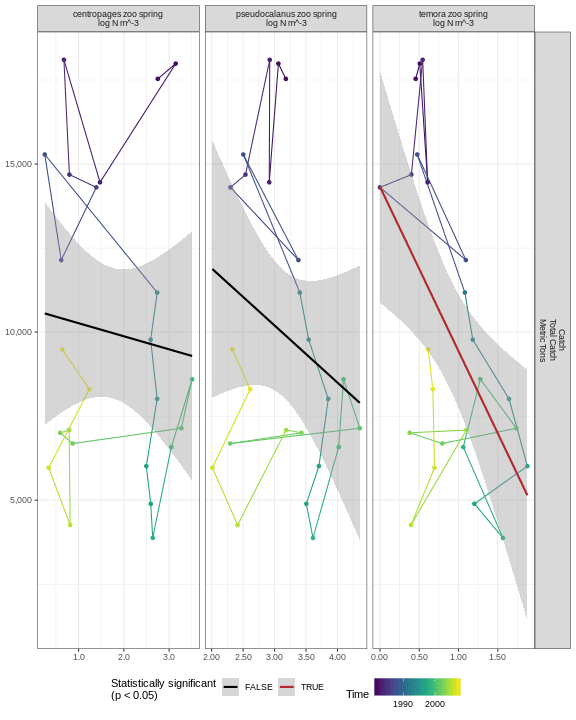 centropages zoo spring
log N m^-3
pseudocalanus zoo spring
log N m^-3
temora zoo spring
log N m^-3
15,000
10,000
5,000
Catch
Total Catch
Metric Tons
1.0 2.0 3.0
2.00 2.50 3.00 3.50 4.00
0.00 0.50 1.00 1.50
Statistically significant
(p < 0.05)
FALSE
TRUE
Time
1990 2000